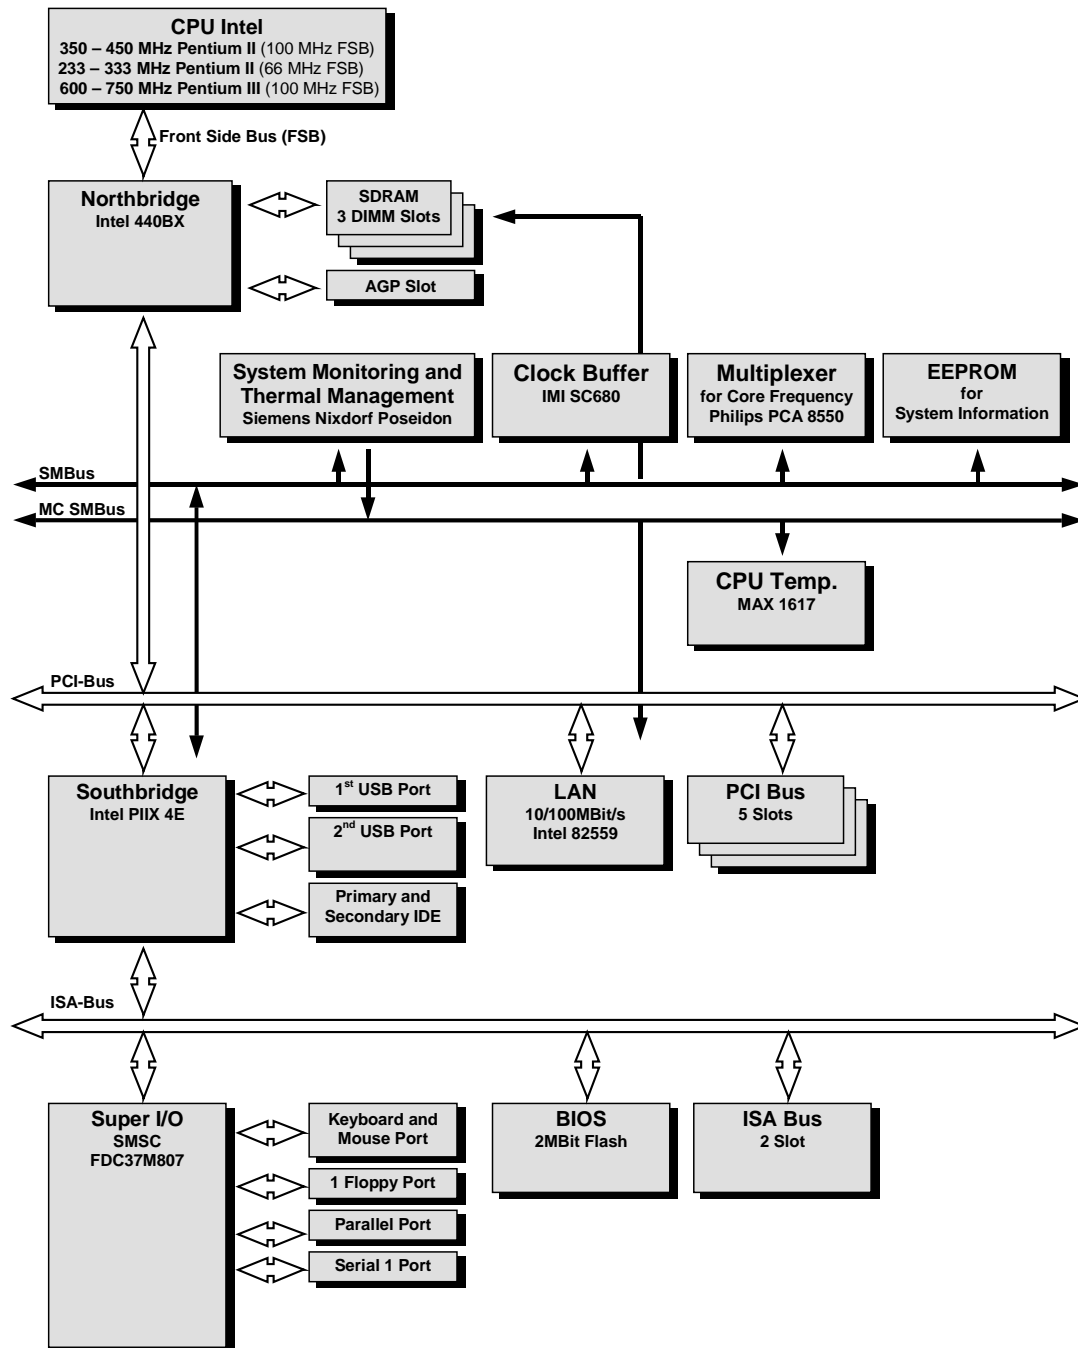 CPU Intel
350 – 450 MHz Pentium II (100 MHz FSB)
233 – 333 MHz Pentium II (66 MHz FSB)
600 – 750 MHz Pentium III (100 MHz FSB)
Front Side Bus (FSB)
Northbridge
Intel 440BX
SDRAM
3 DIMM Slots
AGP Slot
System Monitoring and
Thermal Management
Siemens Nixdorf Poseidon
Clock Buffer
IMI SC680
Multiplexer
for Core Frequency
Philips PCA 8550
EEPROM
for
System Information
SMBus
MC SMBus
CPU Temp.
MAX 1617
PCI-Bus
Southbridge
Intel PIIX 4E
1st USB Port
2nd USB Port
Primary and
Secondary IDE
LAN
10/100MBit/s
Intel 82559
PCI Bus
5 Slots
ISA-Bus
Super I/O
SMSC
FDC37M807
Keyboard and
Mouse Port
1 Floppy Port
Parallel Port
Serial 1 Port
BIOS
2MBit Flash
ISA Bus
2 Slot